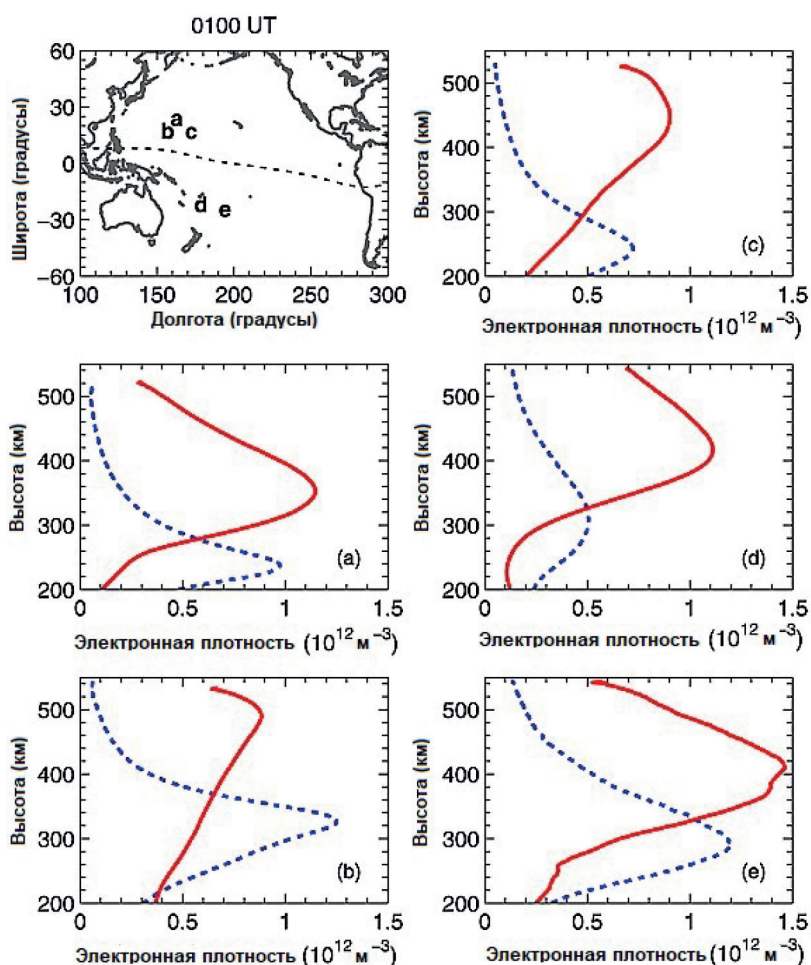 0100 UT
60
30
0
−30
−60
Широта (градусы)
a
b c
d e
100 150 200 250 300
Долгота (градусы)
500
400
300
200
Высота (км)
(c)
0 0.5 1 1.5
Электронная плотность (10¹² м⁻³)
500
400
300
200
Высота (км)
(a)
0 0.5 1 1.5
Электронная плотность (10¹² м⁻³)
500
400
300
200
Высота (км)
(d)
0 0.5 1 1.5
Электронная плотность (10¹² м⁻³)
500
400
300
200
Высота (км)
(b)
0 0.5 1 1.5
Электронная плотность (10¹² м⁻³)
500
400
300
200
Высота (км)
(e)
0 0.5 1 1.5
Электронная плотность (10¹² м⁻³)